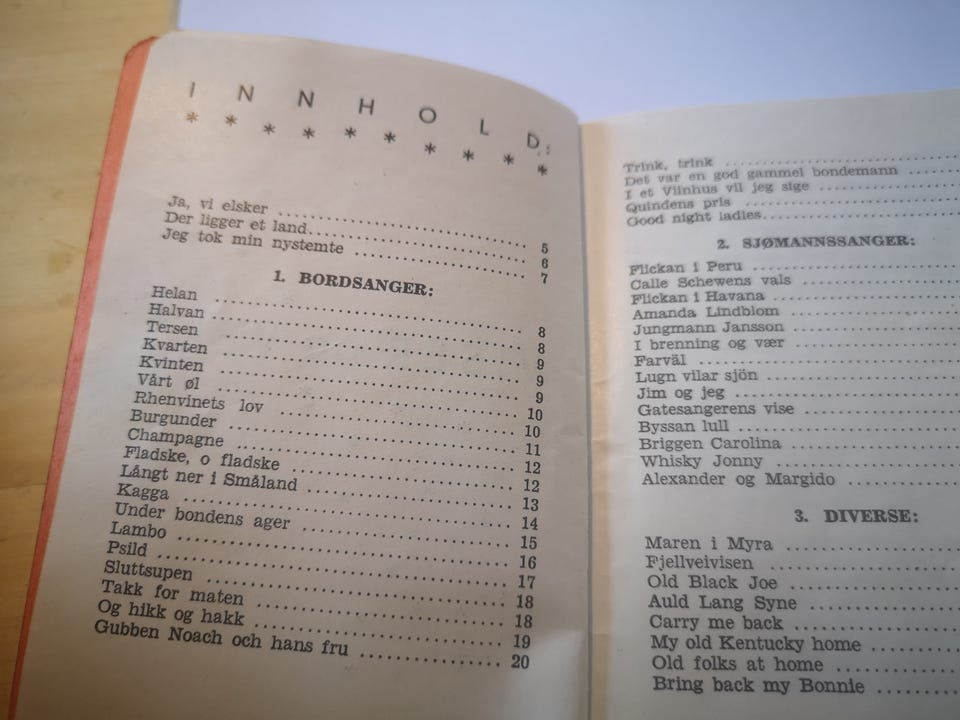 INNHOLD:
* * * * * * * * * *
Ja, vi elsker .......... 5
Der ligger et land .......... 6
Jeg tok min nystemte .......... 7
1. BORDSANGER:
Helan .......... 8
Halvan .......... 8
Tersen .......... 9
Kvarten .......... 9
Kvinten .......... 9
Vårt øl .......... 10
Rhenvinets lov .......... 10
Burgunder .......... 11
Champagne .......... 12
Fladske, o fladske .......... 12
Långt ner i Småland .......... 13
Kagga .......... 14
Under bondens ager .......... 15
Lambo .......... 16
Psild .......... 17
Sluttsupen .......... 18
Takk for maten .......... 18
Og hikk og hakk .......... 19
Gubben Noach och hans fru .......... 20
Trink, trink ..........
Det var en god gammel bondemann ..........
I et Vinhus vil jeg sige ..........
Quindens pris ..........
Good night ladies ..........
2. SJØMANNSSANGER:
Flickan i Peru ..........
Calle Schewens vals ..........
Flickan i Havana ..........
Amanda Lindblom ..........
Jungmann Jansson ..........
I brenning og vær ..........
Farväl ..........
Lugn vilar sjön ..........
Jim og jeg ..........
Gatesangerens vise ..........
Byssan lull ..........
Briggen Carolina ..........
Whisky Jonny ..........
Alexander og Margido ..........
3. DIVERSE:
Maren i Myra ..........
Fjellveivisen ..........
Old Black Joe ..........
Auld Lang Syne ..........
Carry me back ..........
My old Kentucky home ..........
Old folks at home ..........
Bring back my Bonnie ..........